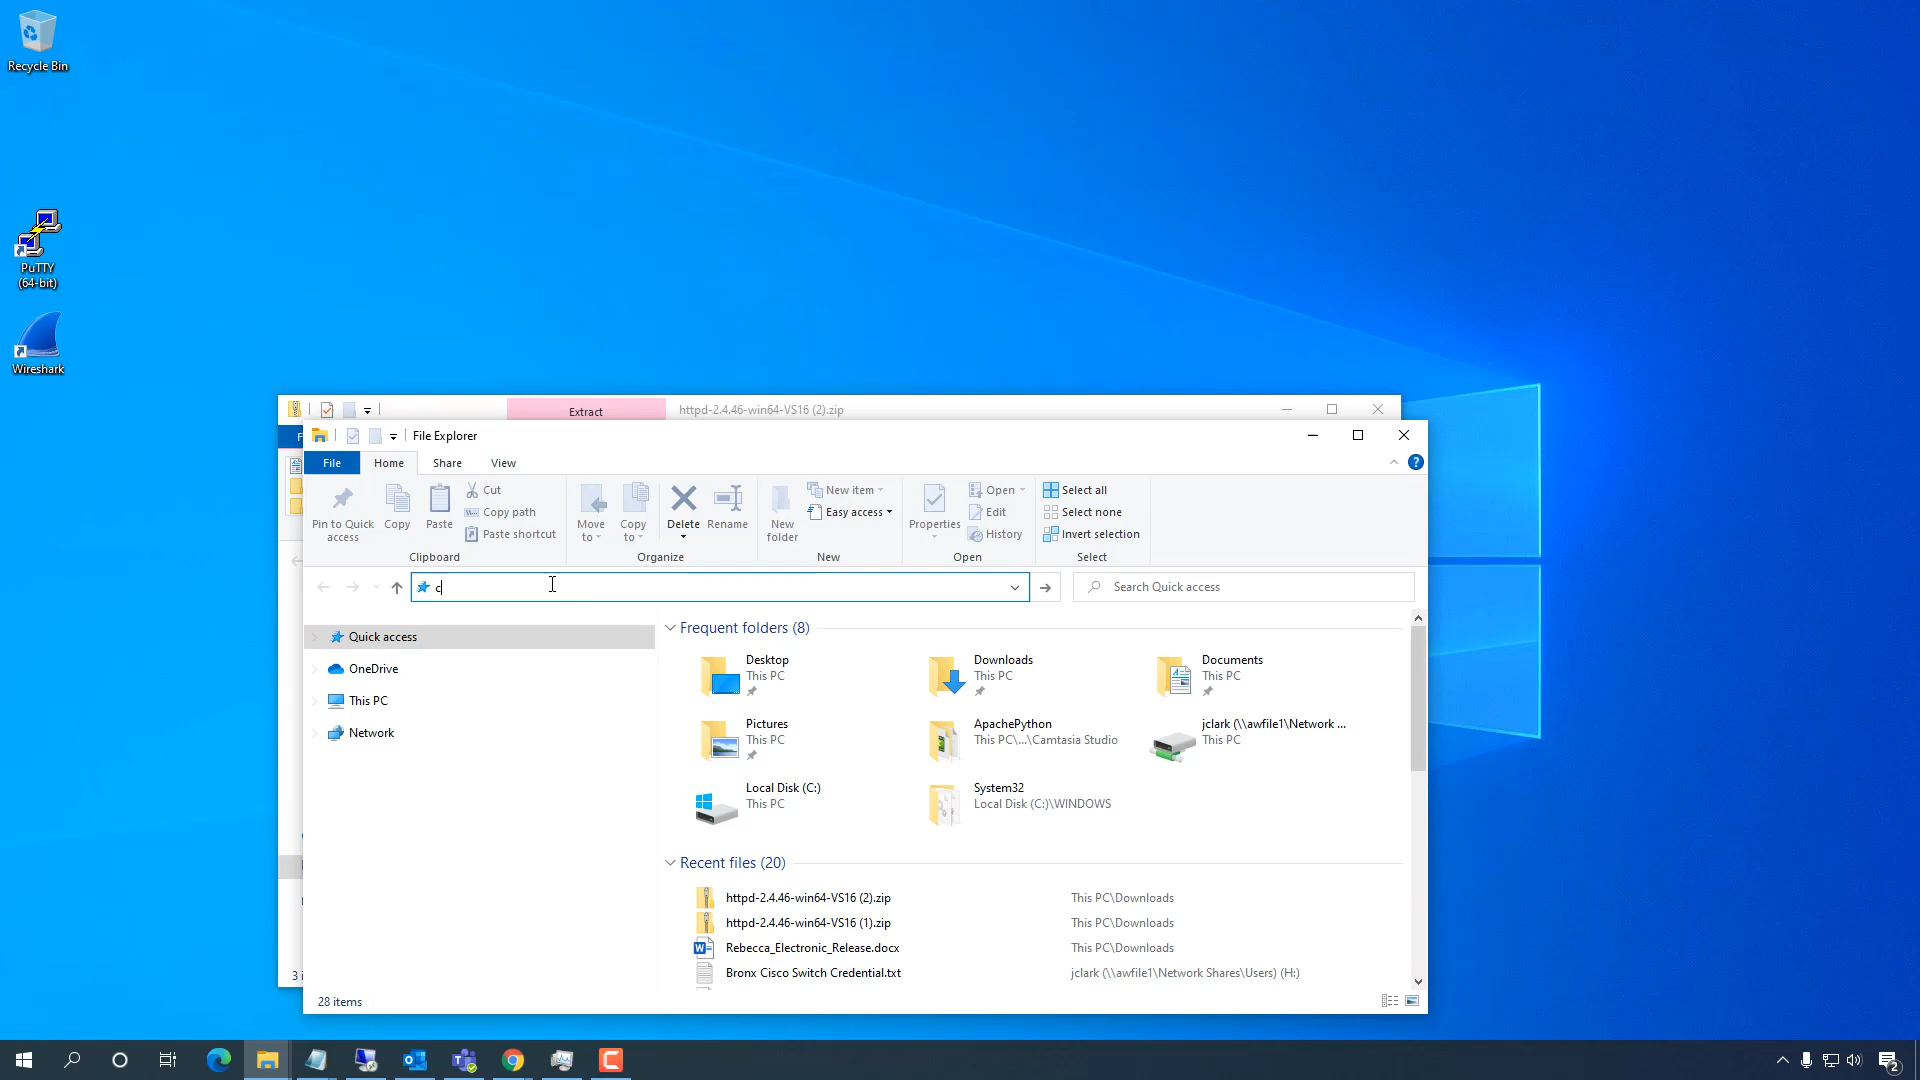 Recycle Bin
PuTTY
(64-bit)
Wireshark
Extract
httpd-2.4.46-win64-VS16 (2).zip
File Explorer
File
Home
Share
View
Pin to Quick
access
Copy
Paste
Cut
Copy path
Paste shortcut
Clipboard
Move
to
Copy
to
Delete
Rename
Organize
New
folder
New item
Easy access
New
Properties
Open
Edit
History
Open
Select all
Select none
Invert selection
Select
c
Search Quick access
Quick access
OneDrive
This PC
Network
Frequent folders (8)
Desktop
This PC
Downloads
This PC
Documents
This PC
Pictures
This PC
ApachePython
This PC\...\Camtasia Studio
jclark (\\awfile1\Network ...
This PC
Local Disk (C:)
This PC
System32
Local Disk (C:)\WINDOWS
Recent files (20)
httpd-2.4.46-win64-VS16 (2).zip This PC\Downloads
httpd-2.4.46-win64-VS16 (1).zip This PC\Downloads
Rebecca_Electronic_Release.docx This PC\Downloads
Bronx Cisco Switch Credential.txt jclark (\\awfile1\Network Shares\Users) (H:)
28 items
3 i
2